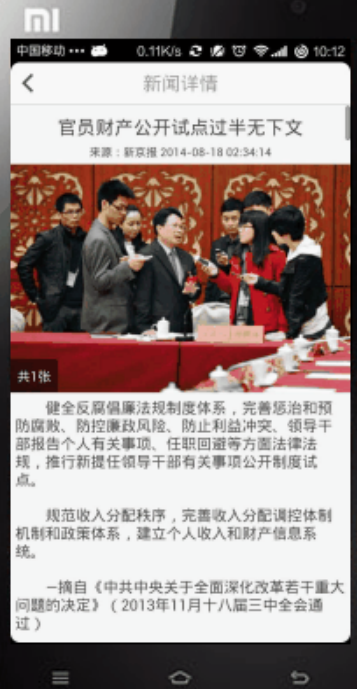 mi
中国移动 ••• 0.11K/s 10:12
新闻详情
官员财产公开试点过半无下文
来源：新京报 2014-08-18 02:34:14
共1张
健全反腐倡廉法规制度体系，完善惩治和预
防腐败、防控廉政风险、防止利益冲突、领导干
部报告个人有关事项、任职回避等方面法律法
规，推行新提任领导干部有关事项公开制度试
点。
规范收入分配秩序，完善收入分配调控体制
机制和政策体系，建立个人收入和财产信息系
统。
—摘自《中共中央关于全面深化改革若干重大
问题的决定》（2013年11月十八届三中全会通
过）